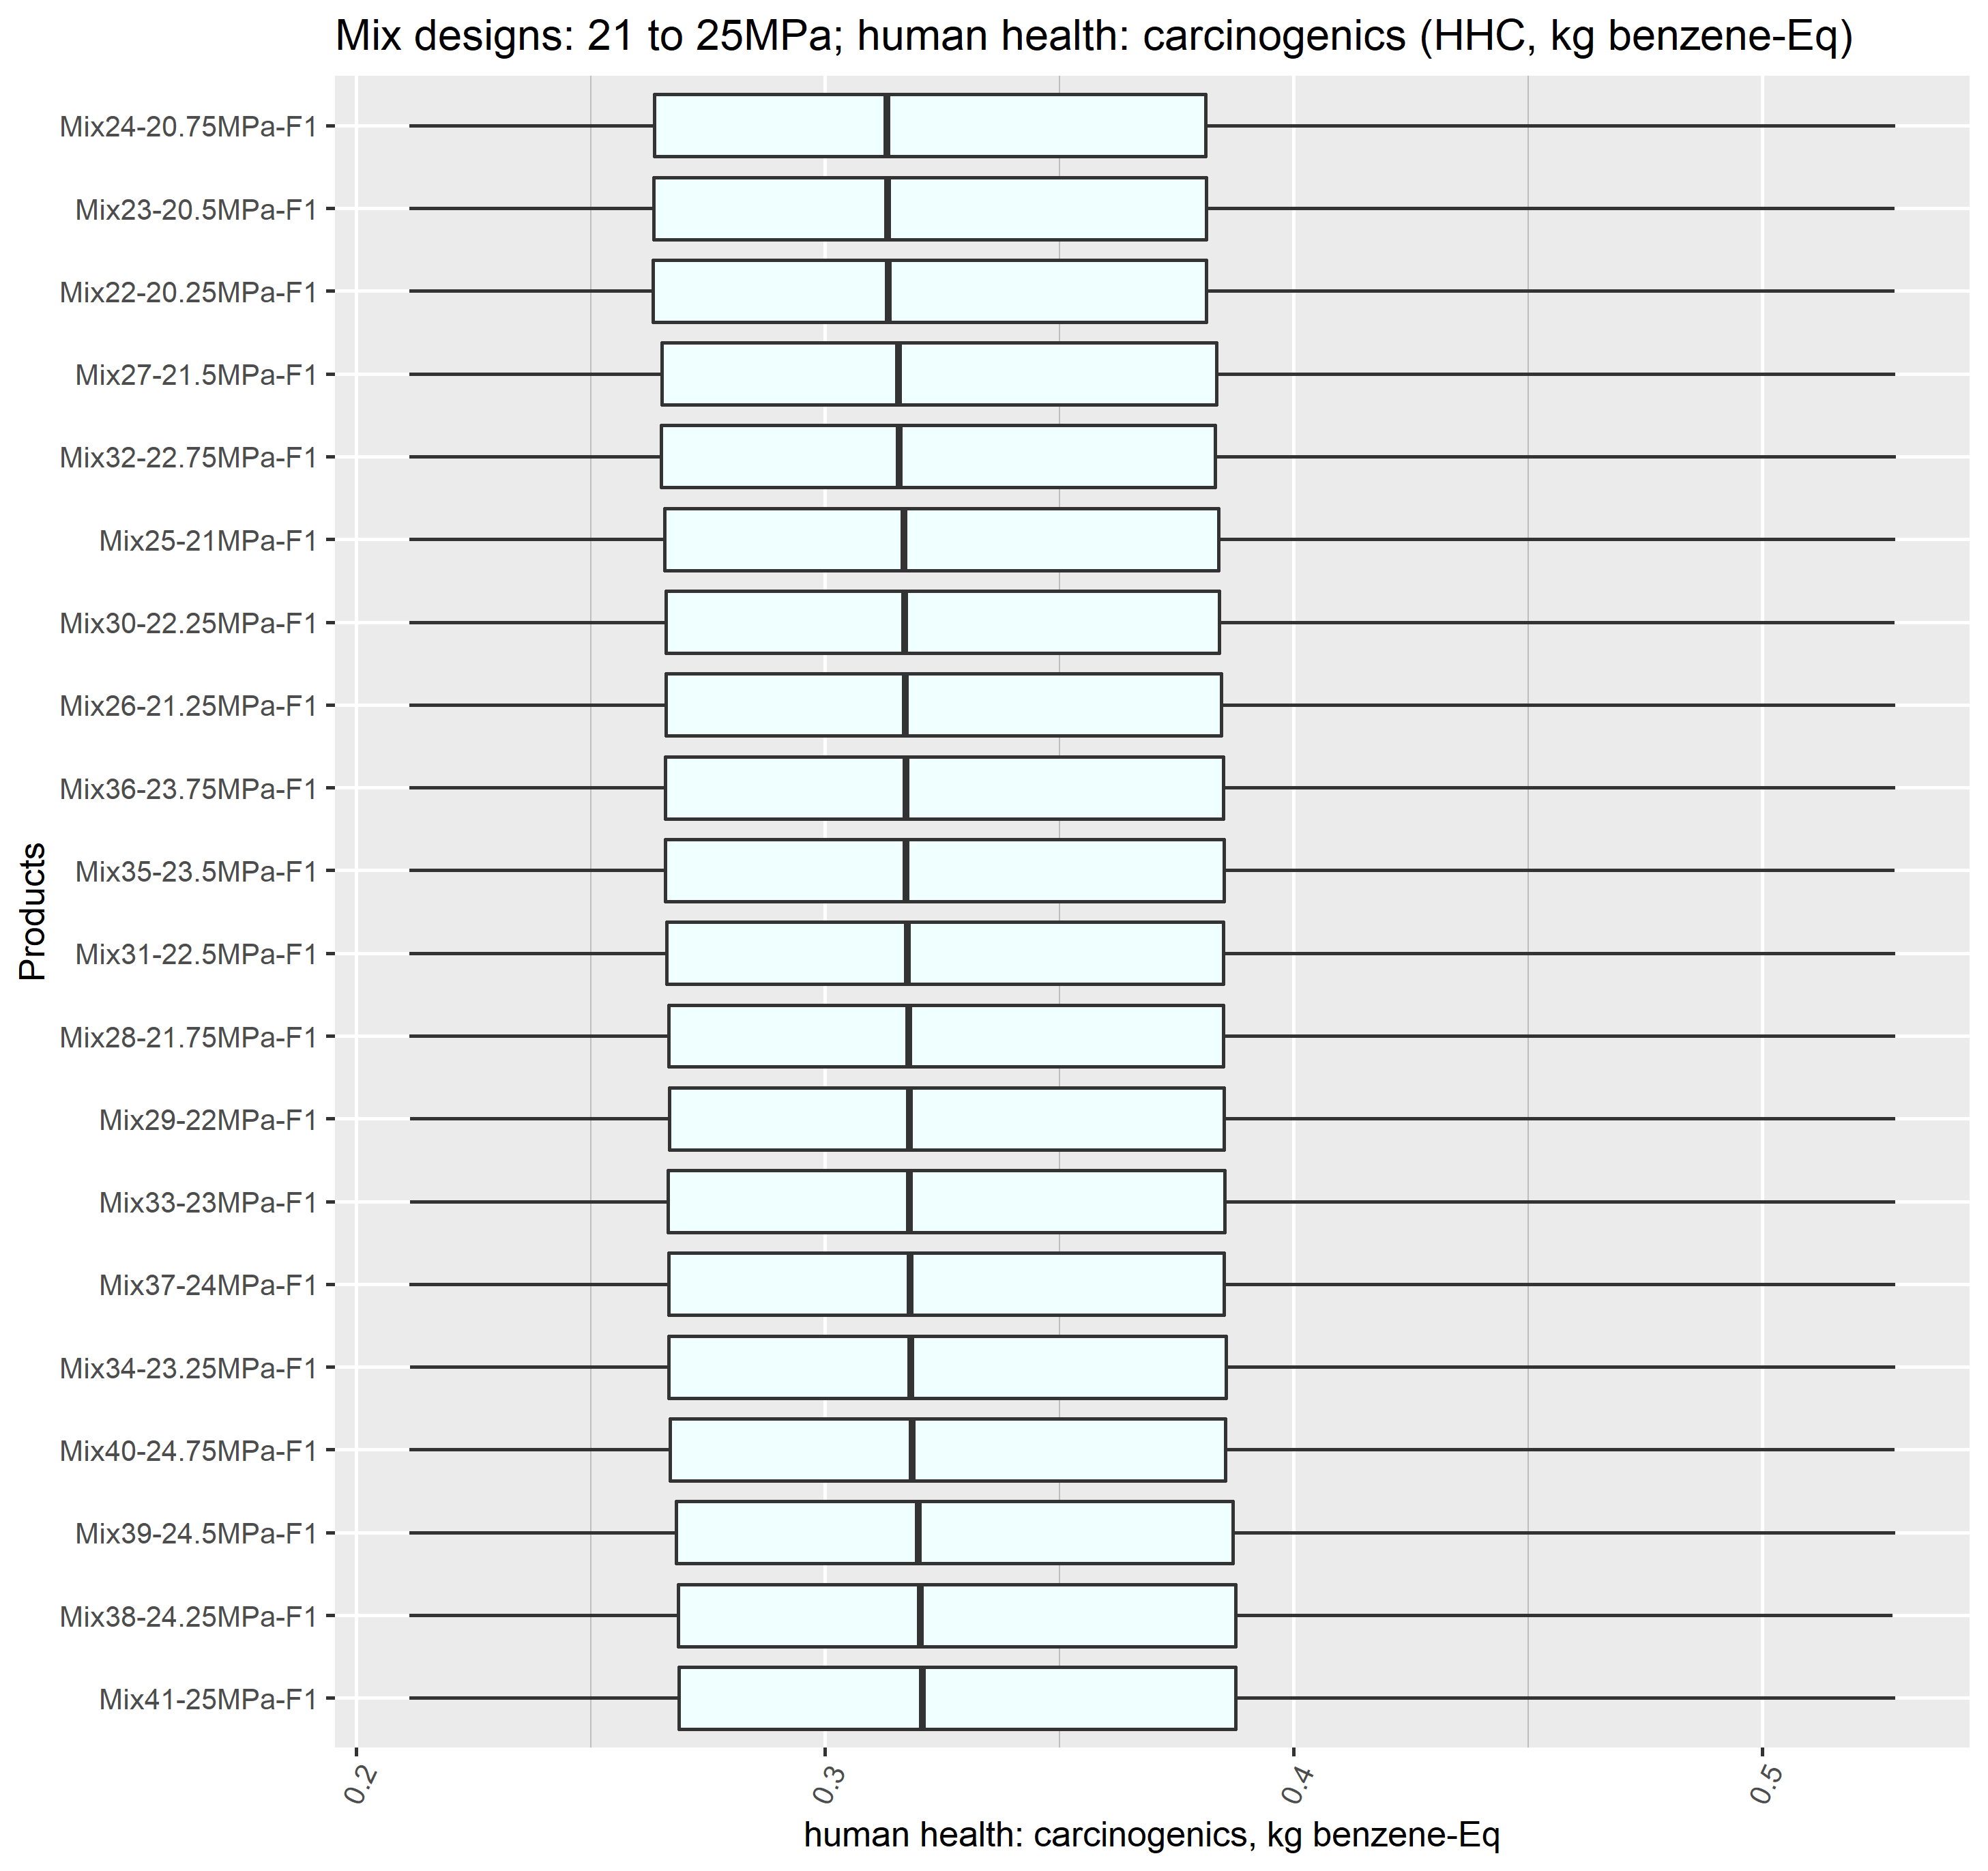 Mix designs: 21 to 25MPa; human health: carcinogenics (HHC, kg benzene-Eq)
Products
Mix24-20.75MPa-F1
Mix23-20.5MPa-F1
Mix22-20.25MPa-F1
Mix27-21.5MPa-F1
Mix32-22.75MPa-F1
Mix25-21MPa-F1
Mix30-22.25MPa-F1
Mix26-21.25MPa-F1
Mix36-23.75MPa-F1
Mix35-23.5MPa-F1
Mix31-22.5MPa-F1
Mix28-21.75MPa-F1
Mix29-22MPa-F1
Mix33-23MPa-F1
Mix37-24MPa-F1
Mix34-23.25MPa-F1
Mix40-24.75MPa-F1
Mix39-24.5MPa-F1
Mix38-24.25MPa-F1
Mix41-25MPa-F1
0.2 0.3 0.4 0.5
human health: carcinogenics, kg benzene-Eq